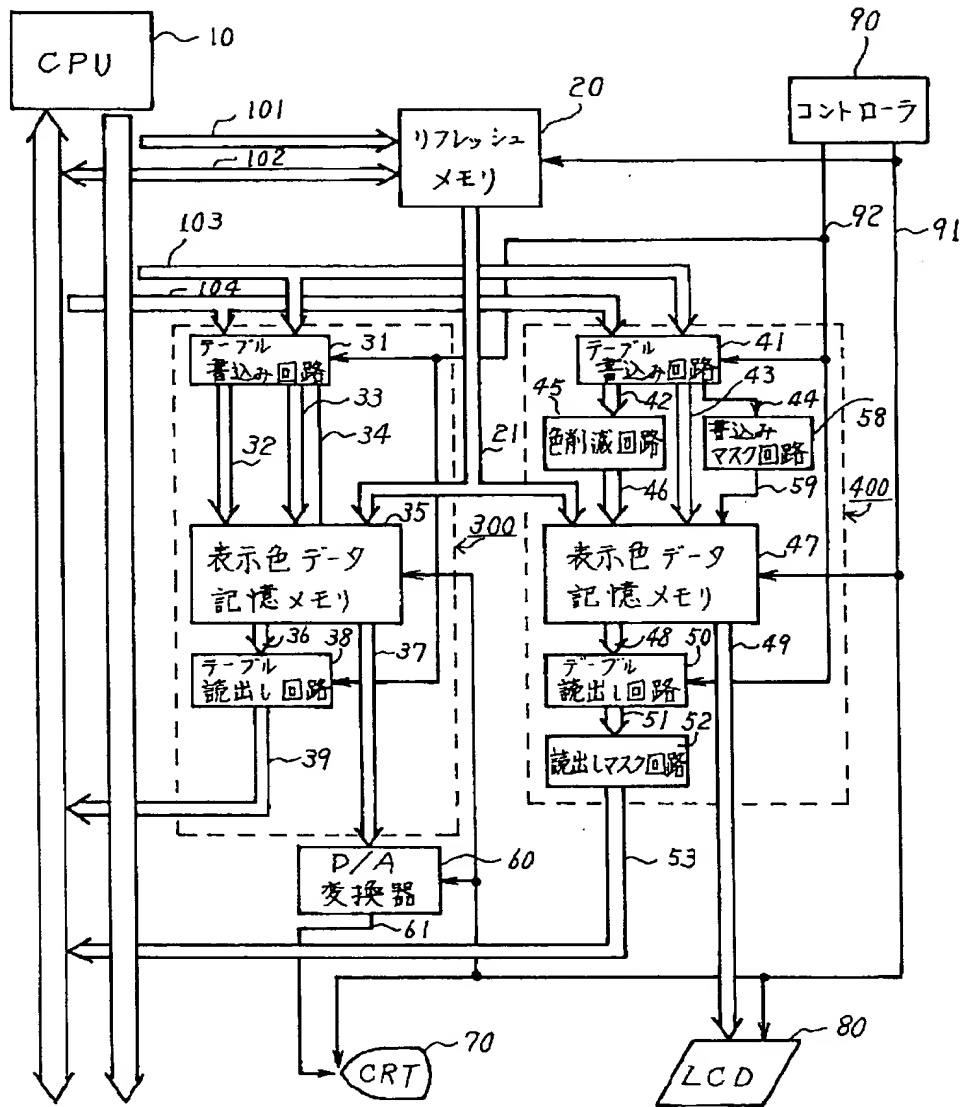 CPU
10
90
コントローラ
20
リフレッシュ
メモリ
101
102
92
91
103
104
テーブル
書込み回路
31
テーブル
書込み回路
41
33
34
32
21
45
42
43
44
58
色削減回路
書込み
マスク回路
46
59
400
35
300
47
表示色データ
記憶メモリ
表示色データ
記憶メモリ
36
38
37
48
50
49
テーブル
読出し回路
テーブル
読出し回路
51
52
39
読出しマスク回路
D/A
変換器
60
53
61
70
CRT
80
LCD